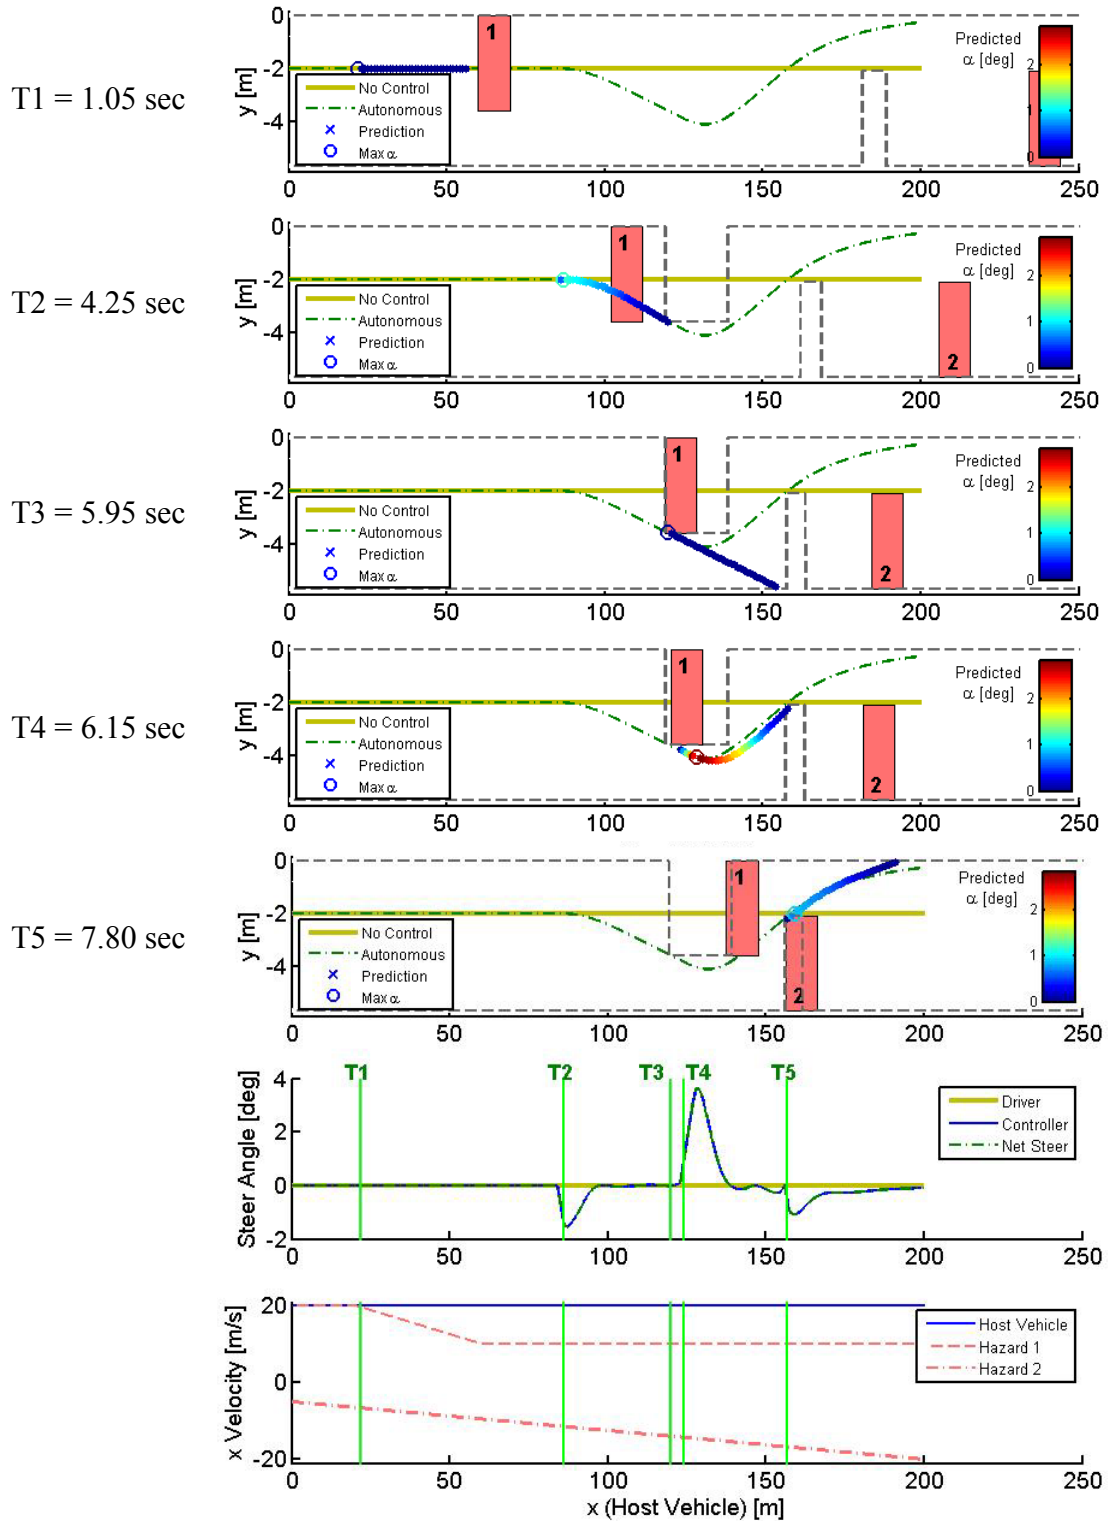 T1 = 1.05 sec
y [m]
0
-2
-4
1
No Control
Autonomous
Prediction
Max α
Predicted
α [deg]
2
1
0
0 50 100 150 200 250
T2 = 4.25 sec
y [m]
0
-2
-4
1
2
No Control
Autonomous
Prediction
Max α
Predicted
α [deg]
2
1
0
0 50 100 150 200 250
T3 = 5.95 sec
y [m]
0
-2
-4
1
2
No Control
Autonomous
Prediction
Max α
Predicted
α [deg]
2
1
0
0 50 100 150 200 250
T4 = 6.15 sec
y [m]
0
-2
-4
1
2
No Control
Autonomous
Prediction
Max α
Predicted
α [deg]
2
1
0
0 50 100 150 200 250
T5 = 7.80 sec
y [m]
0
-2
-4
1
2
No Control
Autonomous
Prediction
Max α
Predicted
α [deg]
2
1
0
0 50 100 150 200 250
T1 T2 T3 T4 T5
Steer Angle [deg]
4
2
0
-2
Driver
Controller
Net Steer
0 50 100 150 200 250
x Velocity [m/s]
20
0
-20
Host Vehicle
Hazard 1
Hazard 2
0 50 100 150 200 250
x (Host Vehicle) [m]